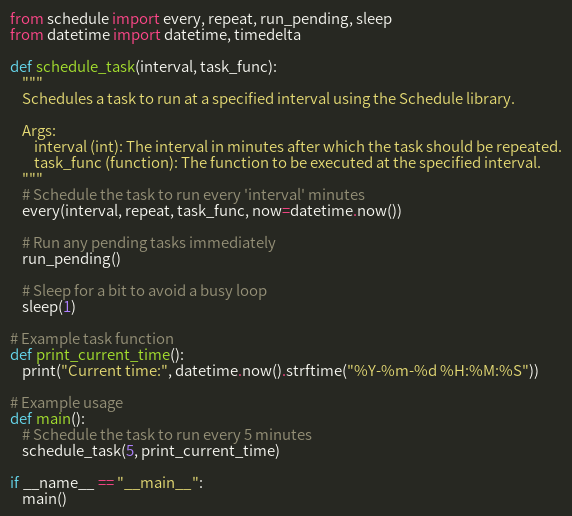 from schedule import every, repeat, run_pending, sleep
from datetime import datetime, timedelta

def schedule_task(interval, task_func):
    """
    Schedules a task to run at a specified interval using the Schedule library.

    Args:
        interval (int): The interval in minutes after which the task should be repeated.
        task_func (function): The function to be executed at the specified interval.
    """
    # Schedule the task to run every 'interval' minutes
    every(interval, repeat, task_func, now=datetime.now())

    # Run any pending tasks immediately
    run_pending()

    # Sleep for a bit to avoid a busy loop
    sleep(1)

# Example task function
def print_current_time():
    print("Current time:", datetime.now().strftime("%Y-%m-%d %H:%M:%S"))

# Example usage
def main():
    # Schedule the task to run every 5 minutes
    schedule_task(5, print_current_time)

if __name__ == "__main__":
    main()